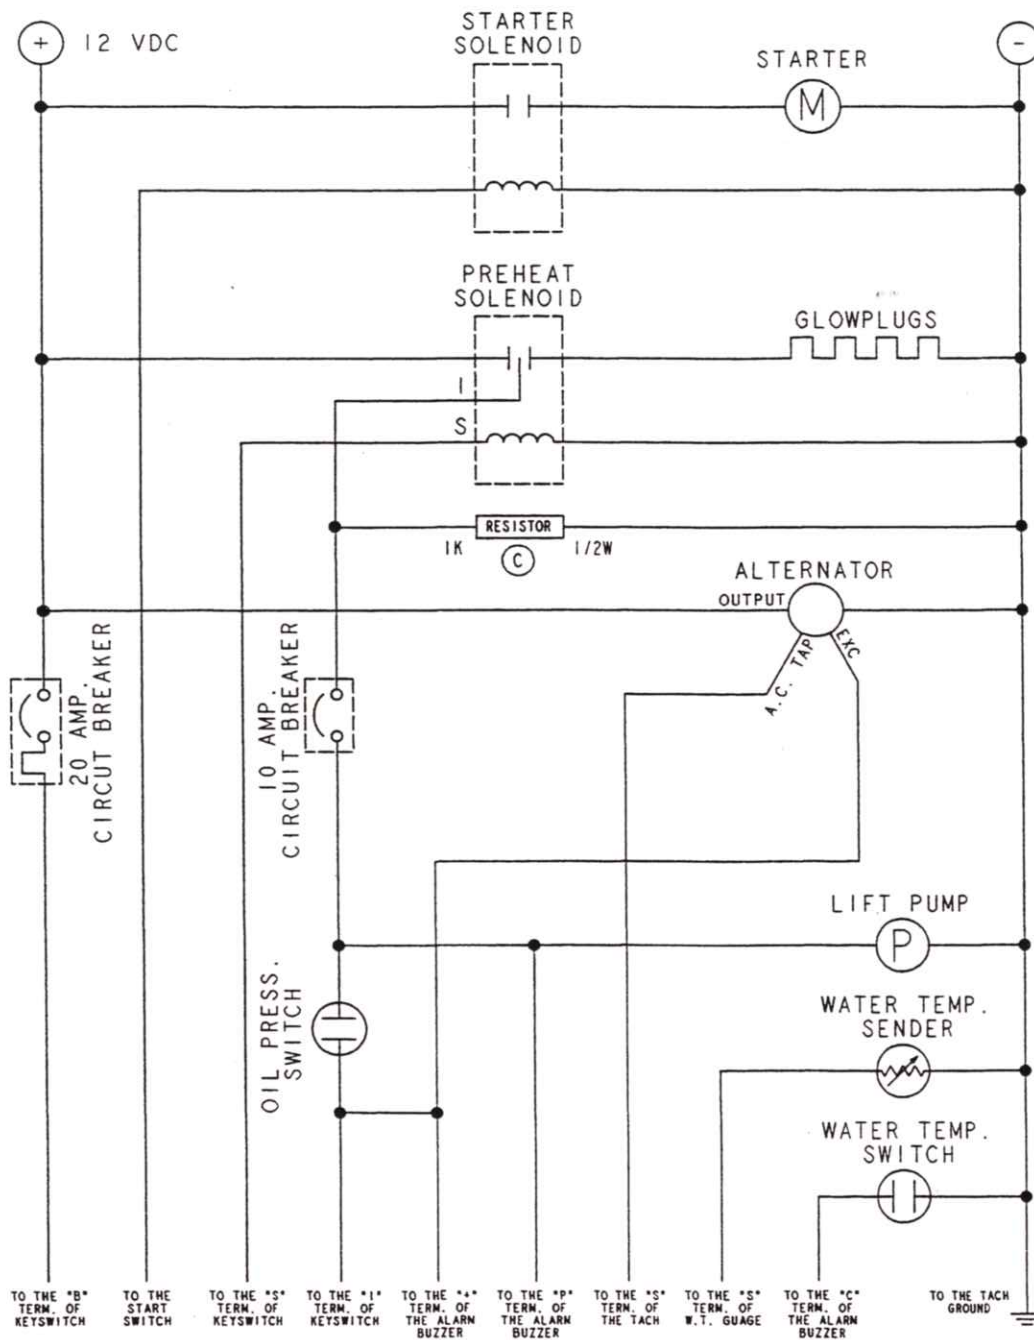 +
12 VDC
STARTER
SOLENOID
-
STARTER
M
PREHEAT
SOLENOID
GLOWPLUGS
I
S
RESISTOR
1K
C
1/2W
ALTERNATOR
OUTPUT
A.C. TAP
EXC
20 AMP.
CIRCUT BREAKER
10 AMP.
CIRCUIT BREAKER
LIFT PUMP
P
OIL PRESS.
SWITCH
WATER TEMP.
SENDER
WATER TEMP.
SWITCH
TO THE "B"
TERM. OF
KEYSWITCH
TO THE
START
SWITCH
TO THE "S"
TERM. OF
KEYSWITCH
TO THE "I"
TERM. OF
KEYSWITCH
TO THE "+"
TERM. OF
THE ALARM
BUZZER
TO THE "P"
TERM. OF
THE ALARM
BUZZER
TO THE "S"
TERM. OF
THE TACH
TO THE "S"
TERM. OF
W.T. GUAGE
TO THE "C"
TERM. OF
THE ALARM
BUZZER
TO THE TACH
GROUND